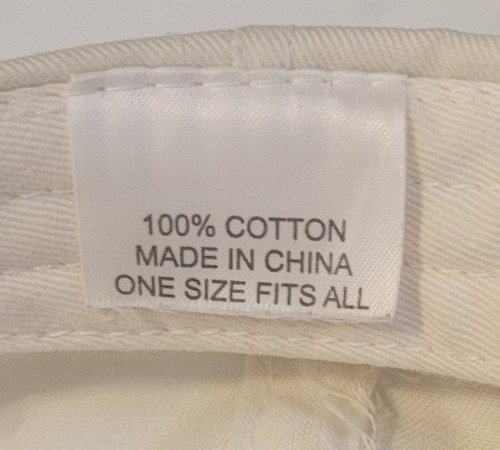 100% COTTON
MADE IN CHINA
ONE SIZE FITS ALL